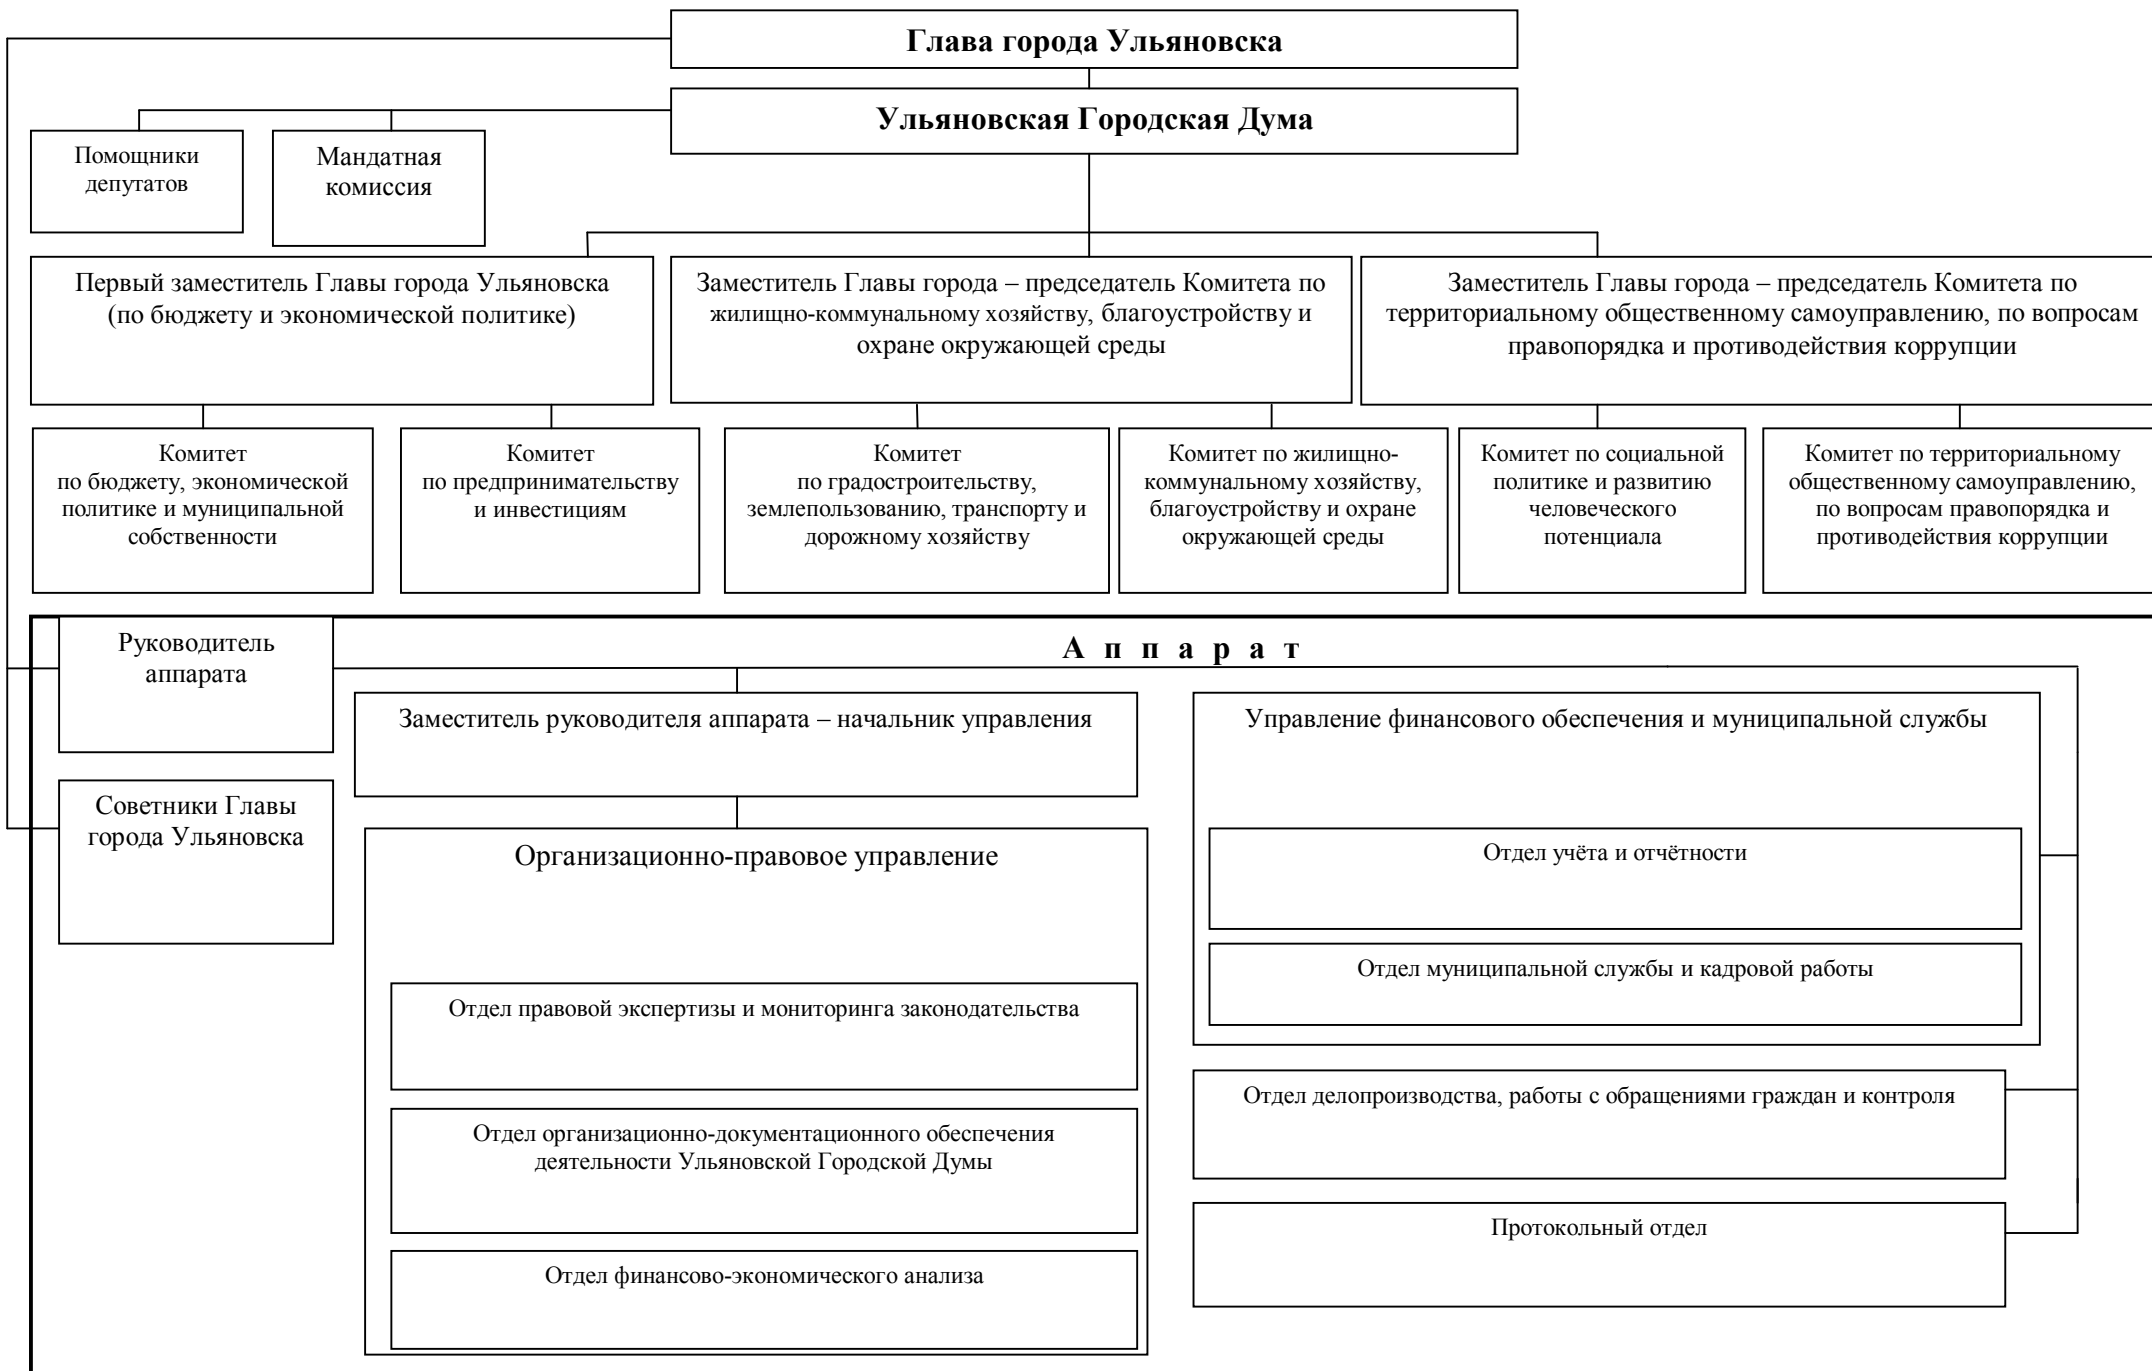 Глава города Ульяновска
Ульяновская Городская Дума
Помощники
депутатов
Мандатная
комиссия
Первый заместитель Главы города Ульяновска
(по бюджету и экономической политике)
Заместитель Главы города – председатель Комитета по
жилищно-коммунальному хозяйству, благоустройству и
охране окружающей среды
Заместитель Главы города – председатель Комитета по
территориальному общественному самоуправлению, по вопросам
правопорядка и противодействия коррупции
Комитет
по бюджету, экономической
политике и муниципальной
собственности
Комитет
по предпринимательству
и инвестициям
Комитет
по градостроительству,
землепользованию, транспорту и
дорожному хозяйству
Комитет по жилищно-
коммунальному хозяйству,
благоустройству и охране
окружающей среды
Комитет по социальной
политике и развитию
человеческого
потенциала
Комитет по территориальному
общественному самоуправлению,
по вопросам правопорядка и
противодействия коррупции
А п п а р а т
Руководитель
аппарата
Советники Главы
города Ульяновска
Заместитель руководителя аппарата – начальник управления
Организационно-правовое управление
Отдел правовой экспертизы и мониторинга законодательства
Отдел организационно-документационного обеспечения
деятельности Ульяновской Городской Думы
Отдел финансово-экономического анализа
Управление финансового обеспечения и муниципальной службы
Отдел учёта и отчётности
Отдел муниципальной службы и кадровой работы
Отдел делопроизводства, работы с обращениями граждан и контроля
Протокольный отдел